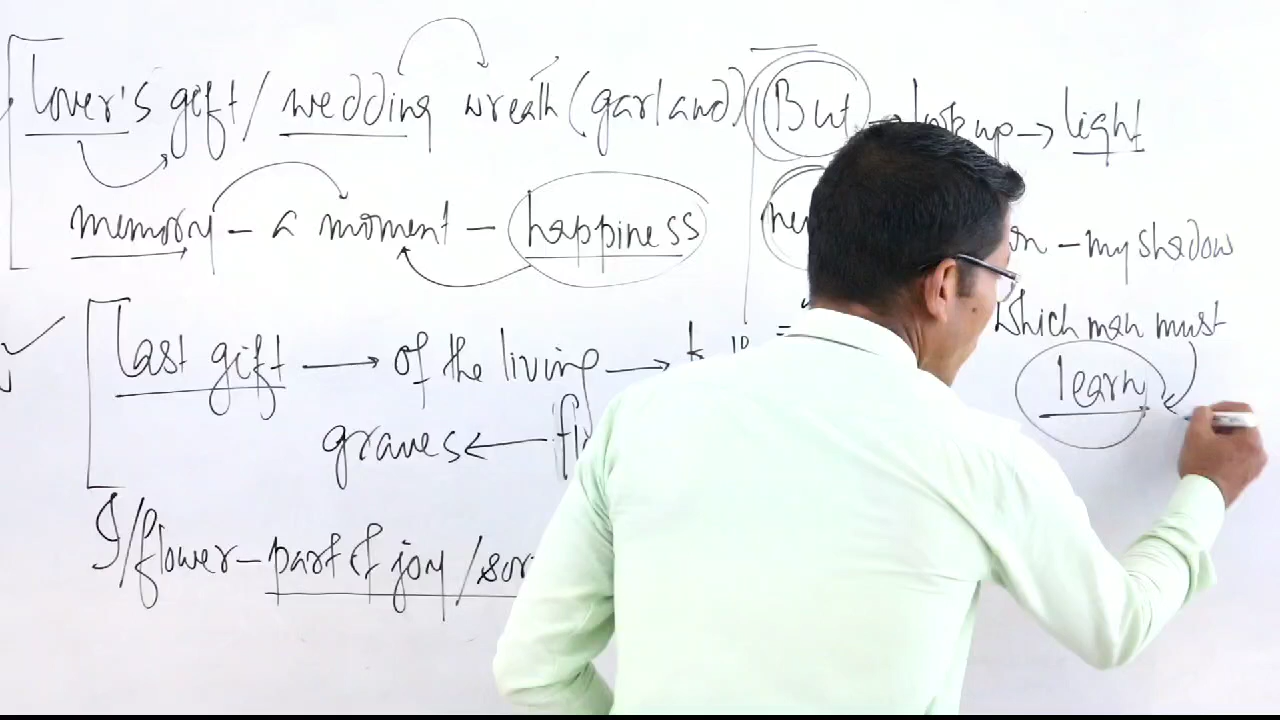 lover's gift/wedding wreath (garland)
memory - a moment - happiness
last gift → of the living →
graves ←
I/flower - part of joy/
But → look up → light
- my shadow
which man must
learn